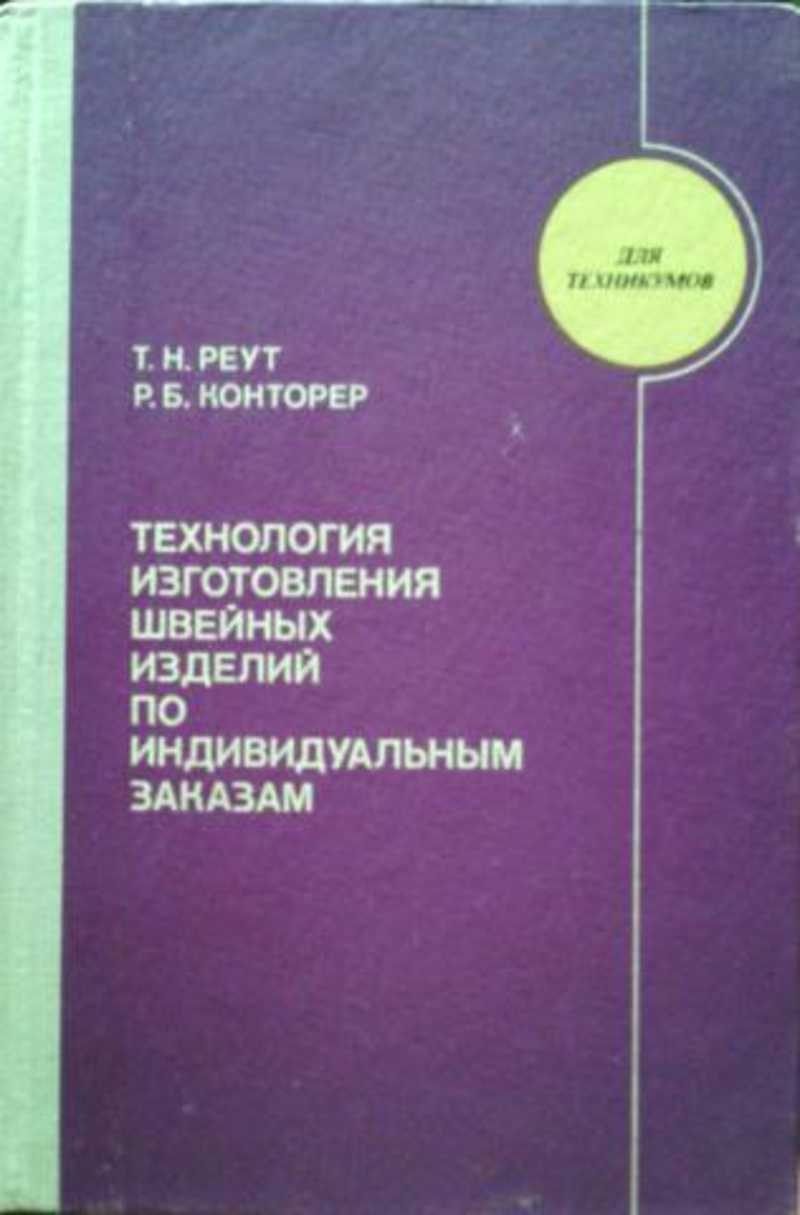 ДЛЯ
ТЕХНИКУМОВ
Т. Н. РЕУТ
Р. Б. КОНТОРЕР
ТЕХНОЛОГИЯ
ИЗГОТОВЛЕНИЯ
ШВЕЙНЫХ
ИЗДЕЛИЙ
ПО
ИНДИВИДУАЛЬНЫМ
ЗАКАЗАМ